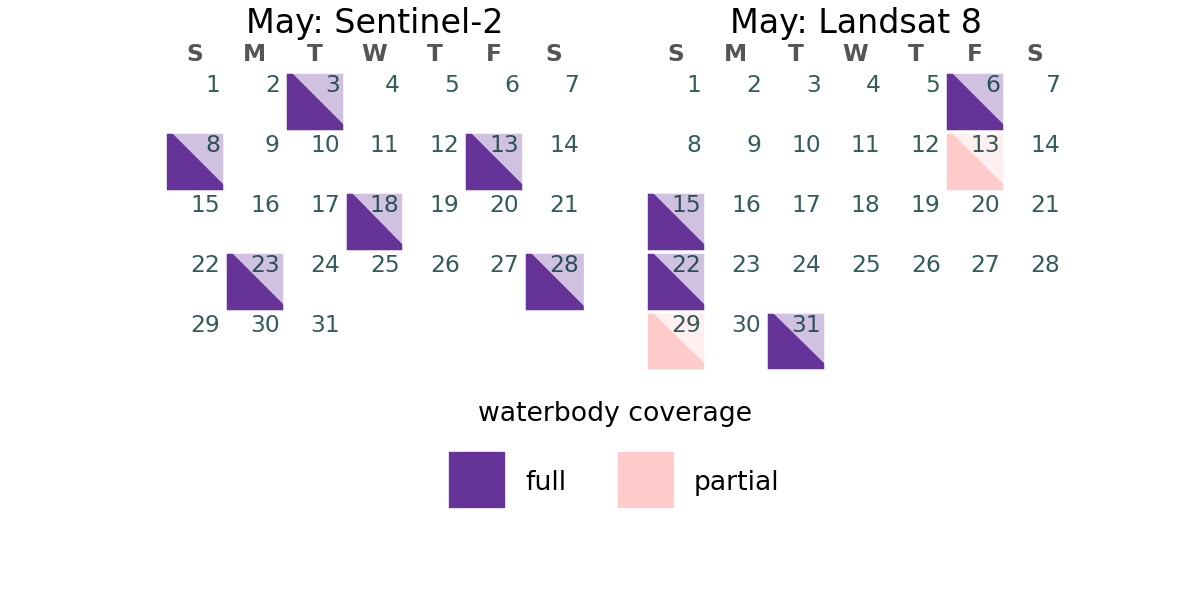 May: Sentinel-2
S M T W T F S
1 2 3 4 5 6 7
8 9 10 11 12 13 14
15 16 17 18 19 20 21
22 23 24 25 26 27 28
29 30 31
May: Landsat 8
S M T W T F S
1 2 3 4 5 6 7
8 9 10 11 12 13 14
15 16 17 18 19 20 21
22 23 24 25 26 27 28
29 30 31
waterbody coverage
full partial